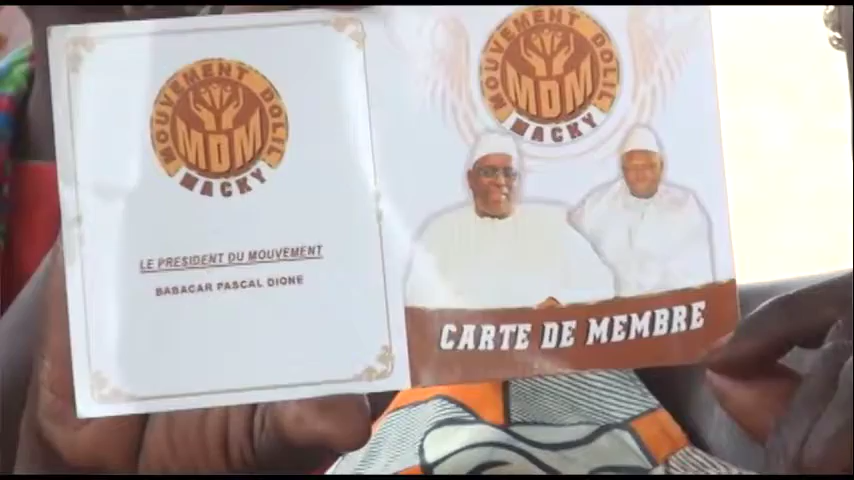 MOUVEMENT DOLIL
MDM
MACKY
LE PRESIDENT DU MOUVEMENT
BABACAR PASCAL DIONE
MOUVEMENT DOLIL
MDM
MACKY
CARTE DE MEMBRE